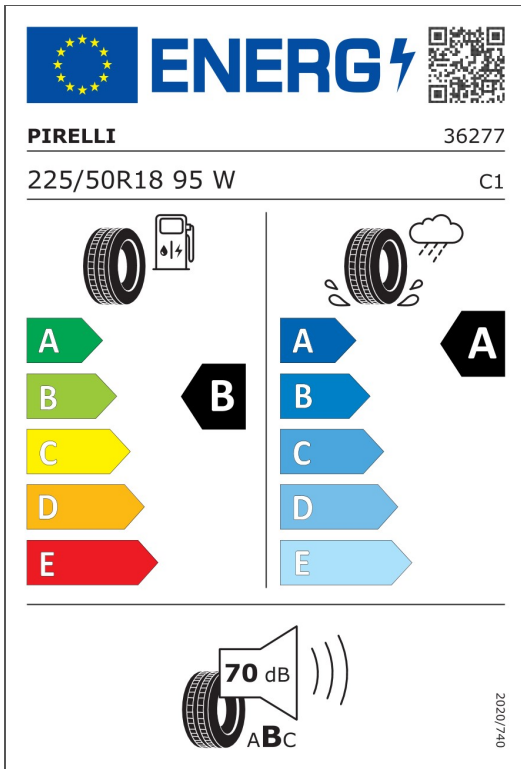 ENERG
PIRELLI 36277
225/50R18 95 W C1
A
B
C
D
E
B
A
B
C
D
E
A
70 dB
ABC
2020/740